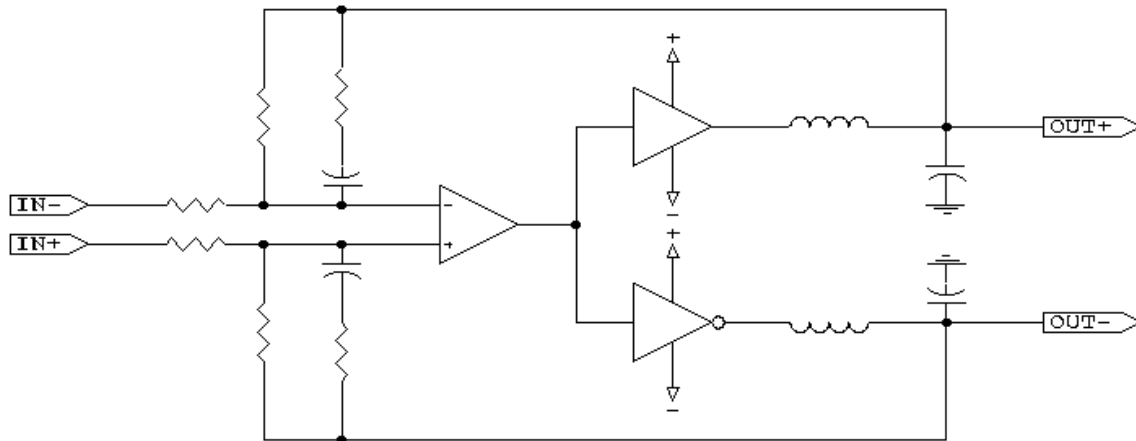 +
OUT+
IN-
-
-
IN+
+
+
OUT-
-